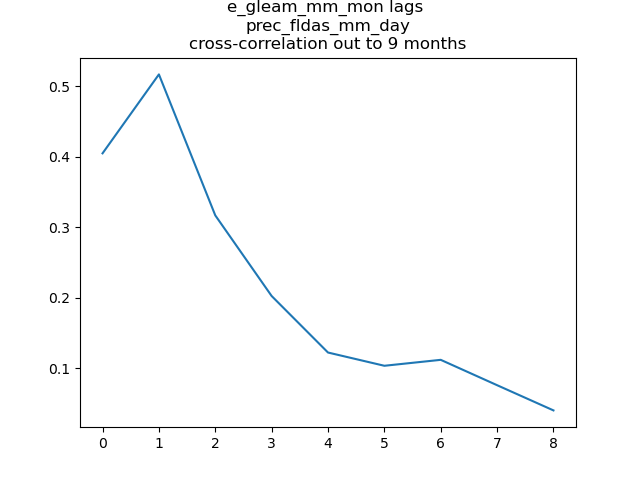 e_gleam_mm_mon lags
prec_fldas_mm_day
cross-correlation out to 9 months
0.5
0.4
0.3
0.2
0.1
0 1 2 3 4 5 6 7 8